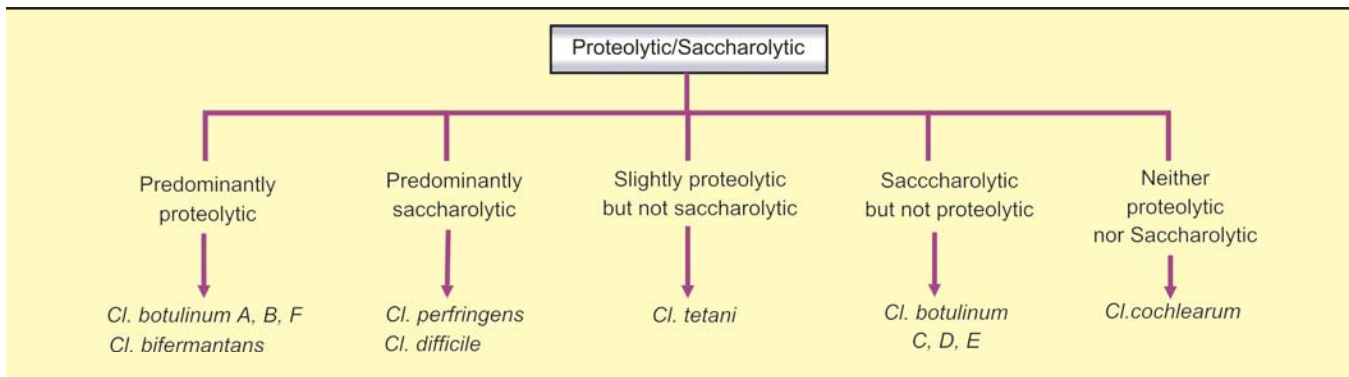 Proteolytic/Saccharolytic
Predominantly
proteolytic
Predominantly
saccharolytic
Slightly proteolytic
but not saccharolytic
Sacccharolytic
but not proteolytic
Neither
proteolytic
nor Saccharolytic
Cl. botulinum A, B, F
Cl. bifermantans
Cl. perfringens
Cl. difficile
Cl. tetani
Cl. botulinum
C, D, E
Cl.cochlearum